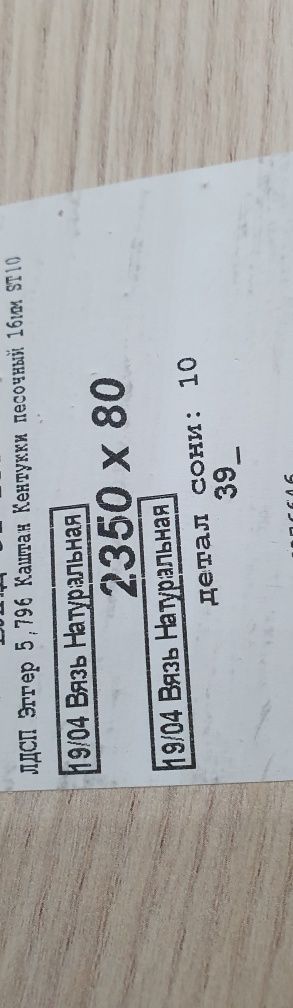 ЛДСП Эггер 5,796 Каштан Кентукки песочный 16мм ST10
19/04 Вязь Натуральная
2350 x 80
19/04 Вязь Натуральная
детал сони: 10
39_